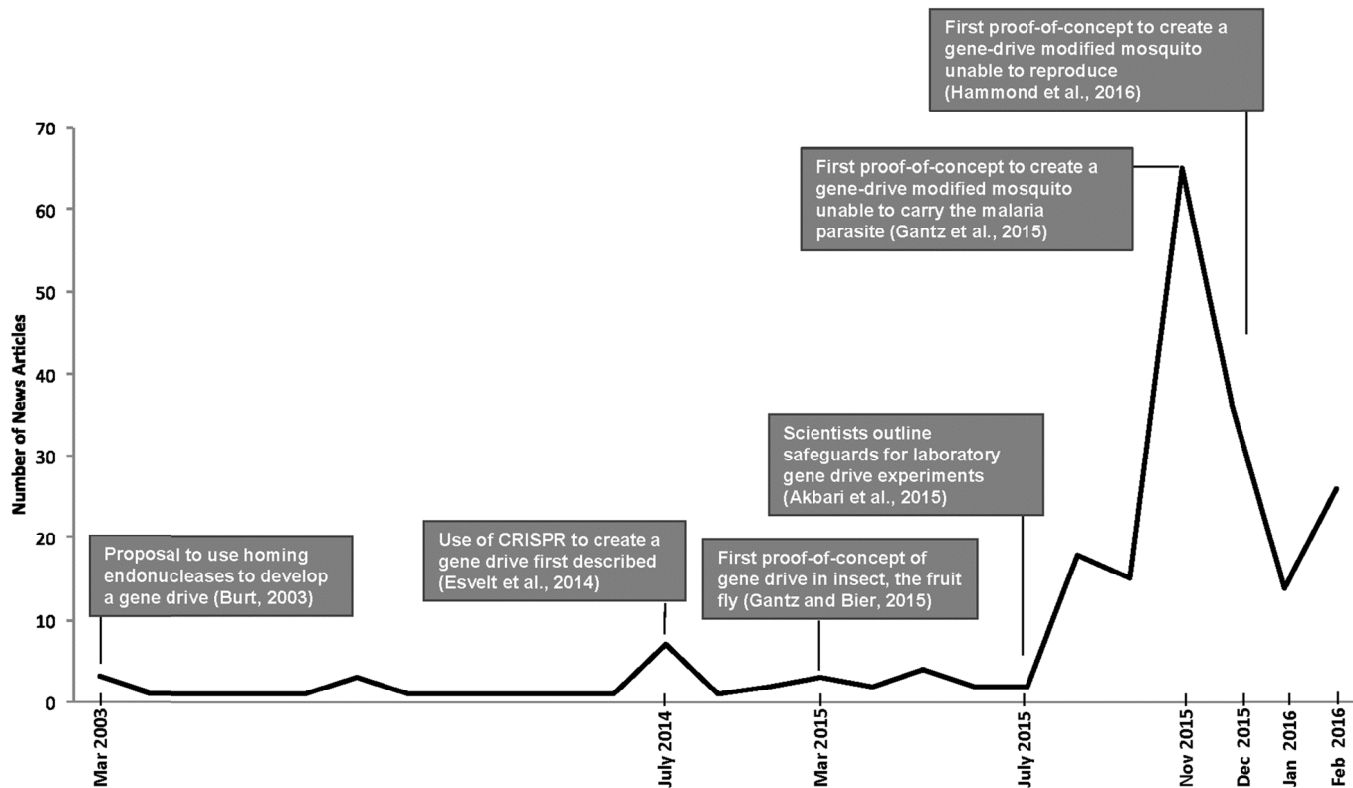 First proof-of-concept to create a
gene-drive modified mosquito
unable to reproduce
(Hammond et al., 2016)
First proof-of-concept to create a
gene-drive modified mosquito
unable to carry the malaria
parasite (Gantz et al., 2015)
Scientists outline
safeguards for laboratory
gene drive experiments
(Akbari et al., 2015)
Use of CRISPR to create a
gene drive first described
(Esvelt et al., 2014)
First proof-of-concept of
gene drive in insect, the fruit
fly (Gantz and Bier, 2015)
Proposal to use homing
endonucleases to develop
a gene drive (Burt, 2003)
Number of News Articles
70
60
50
40
30
20
10
0
Mar 2003
July 2014
Mar 2015
July 2015
Nov 2015
Dec 2015
Jan 2016
Feb 2016